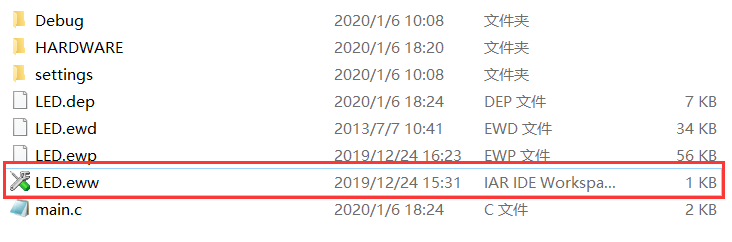 Debug 2020/1/6 10:08 文件夹
HARDWARE 2020/1/6 18:20 文件夹
settings 2020/1/6 10:08 文件夹
LED.dep 2020/1/6 18:24 DEP 文件 7 KB
LED.ewd 2013/7/7 10:41 EWD 文件 34 KB
LED.ewp 2019/12/24 16:23 EWP 文件 56 KB
LED.eww 2019/12/24 15:31 IAR IDE Workspa... 1 KB
main.c 2020/1/6 18:24 C 文件 2 KB